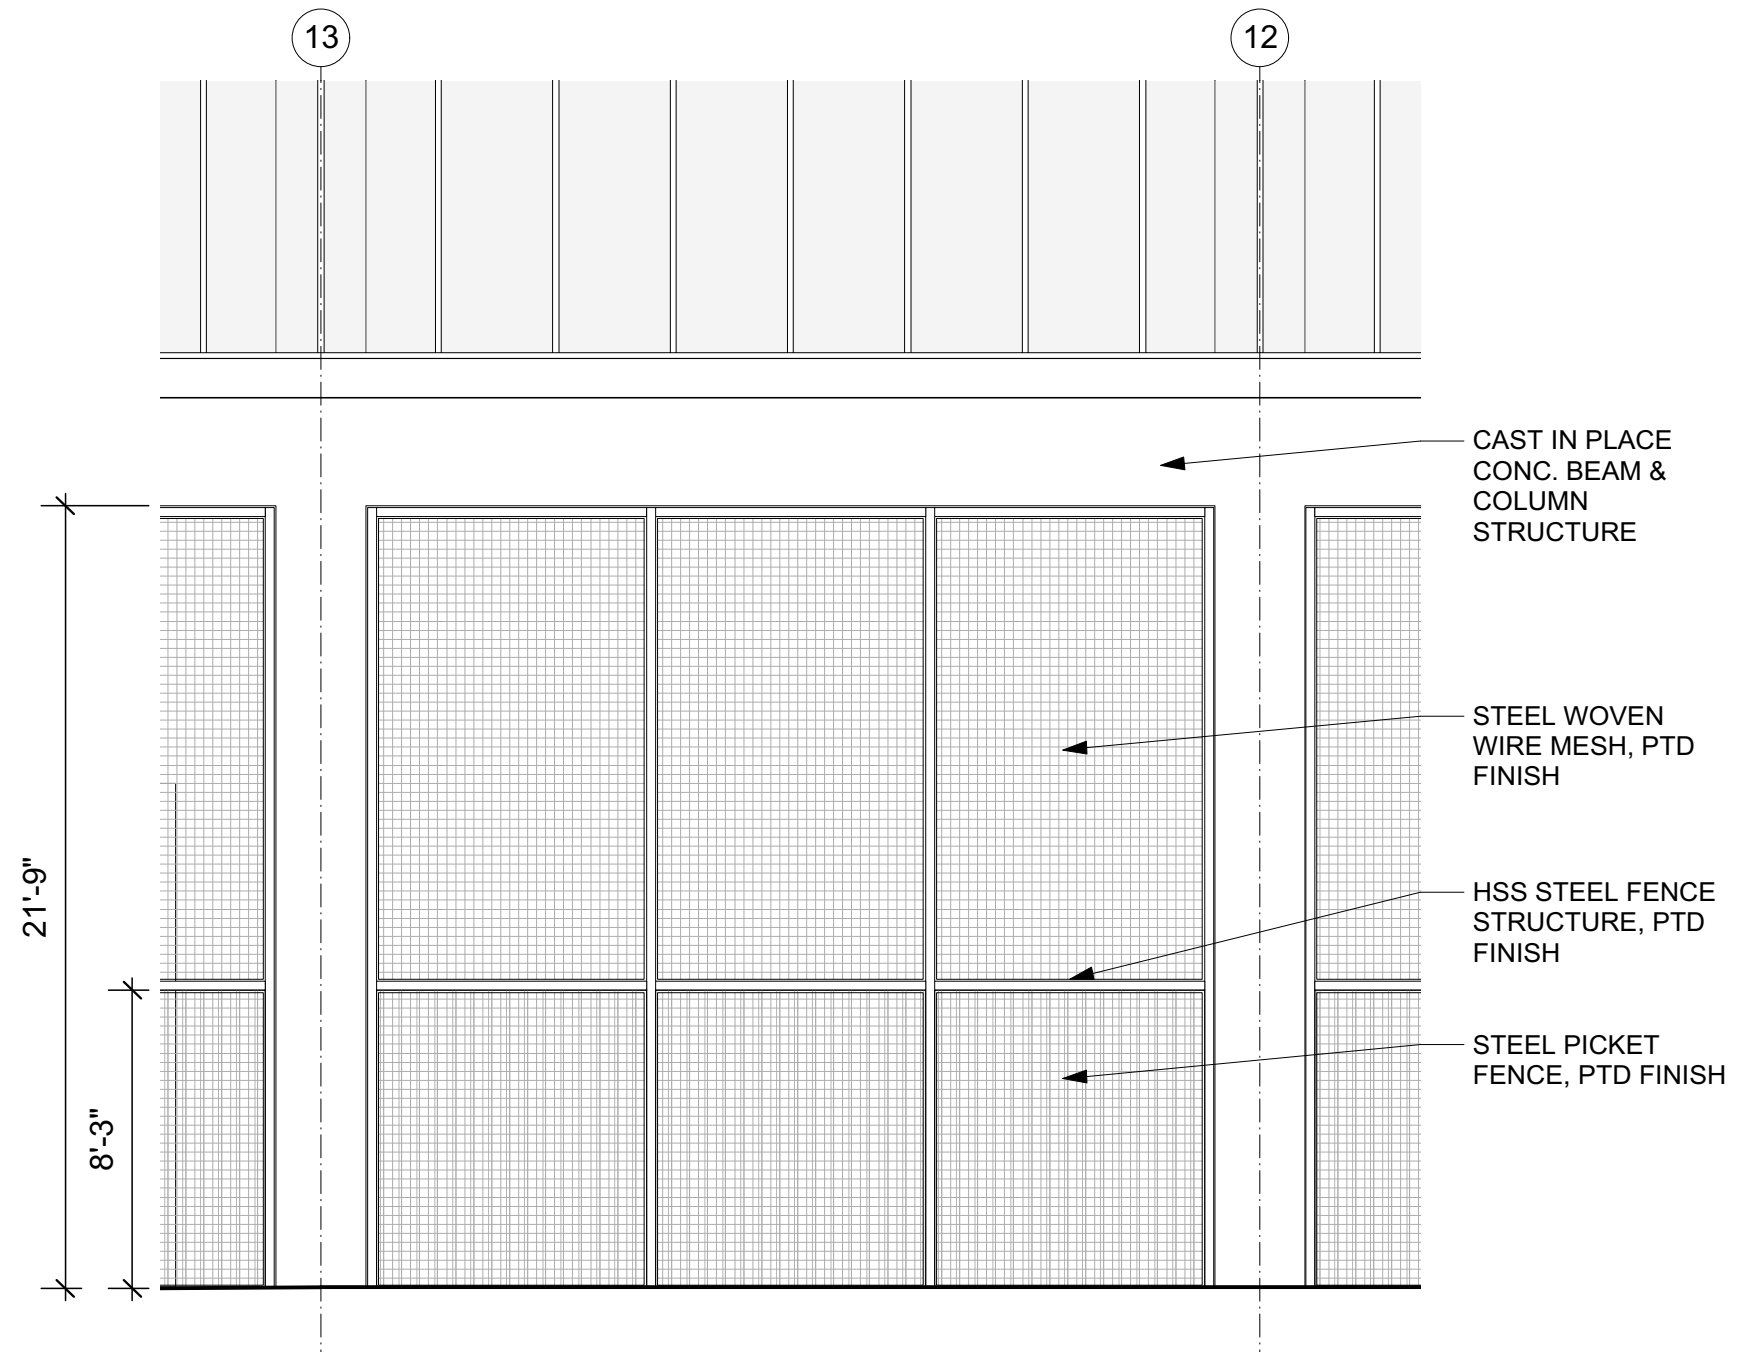 13
12
CAST IN PLACE
CONC. BEAM &
COLUMN
STRUCTURE
STEEL WOVEN
WIRE MESH, PTD
FINISH
HSS STEEL FENCE
STRUCTURE, PTD
FINISH
STEEL PICKET
FENCE, PTD FINISH
21'-9"
8'-3"